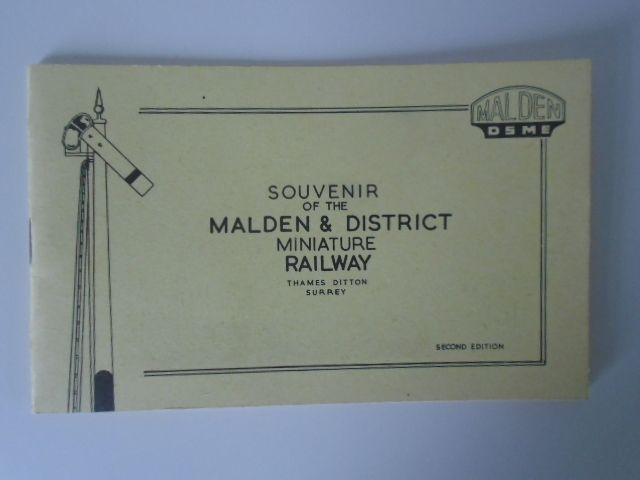 MALDEN
DSME
SOUVENIR
OF THE
MALDEN & DISTRICT
MINIATURE
RAILWAY
THAMES DITTON
SURREY
SECOND EDITION